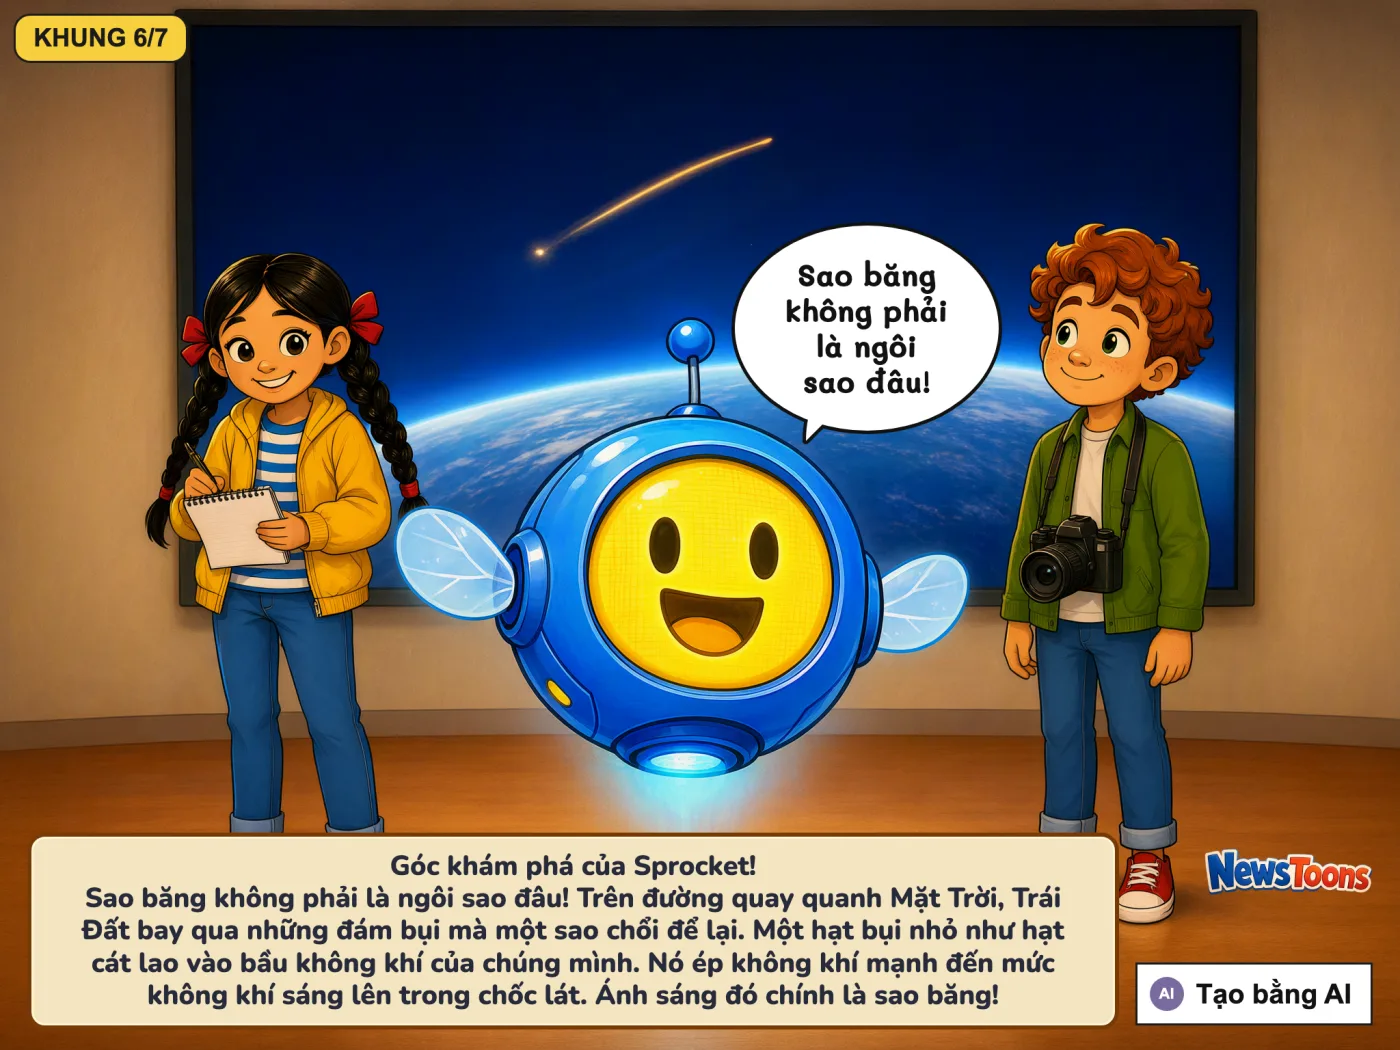 KHUNG 6/7
Sao băng
không phải
là ngôi
sao đâu!
Góc khám phá của Sprocket!
Sao băng không phải là ngôi sao đâu! Trên đường quay quanh Mặt Trời, Trái
Đất bay qua những đám bụi mà một sao chổi để lại. Một hạt bụi nhỏ như hạt
cát lao vào bầu không khí của chúng mình. Nó ép không khí mạnh đến mức
không khí sáng lên trong chốc lát. Ánh sáng đó chính là sao băng!
NewsToons
AI Tạo bằng AI